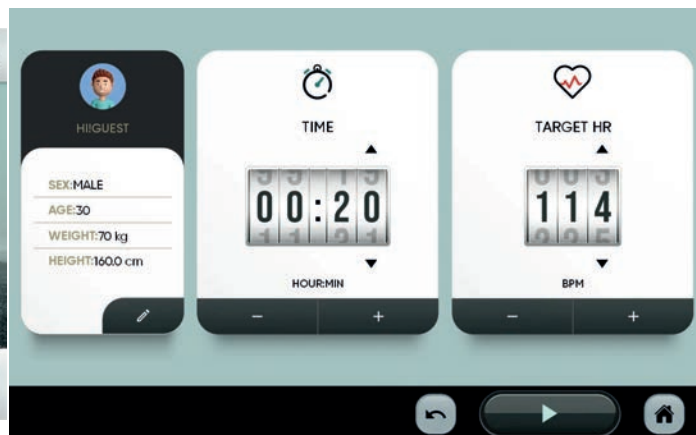 HI!GUEST
SEX:MALE
AGE:30
WEIGHT:70 kg
HEIGHT:160.0 cm
TIME
00:20
HOUR:MIN
TARGET HR
114
BPM